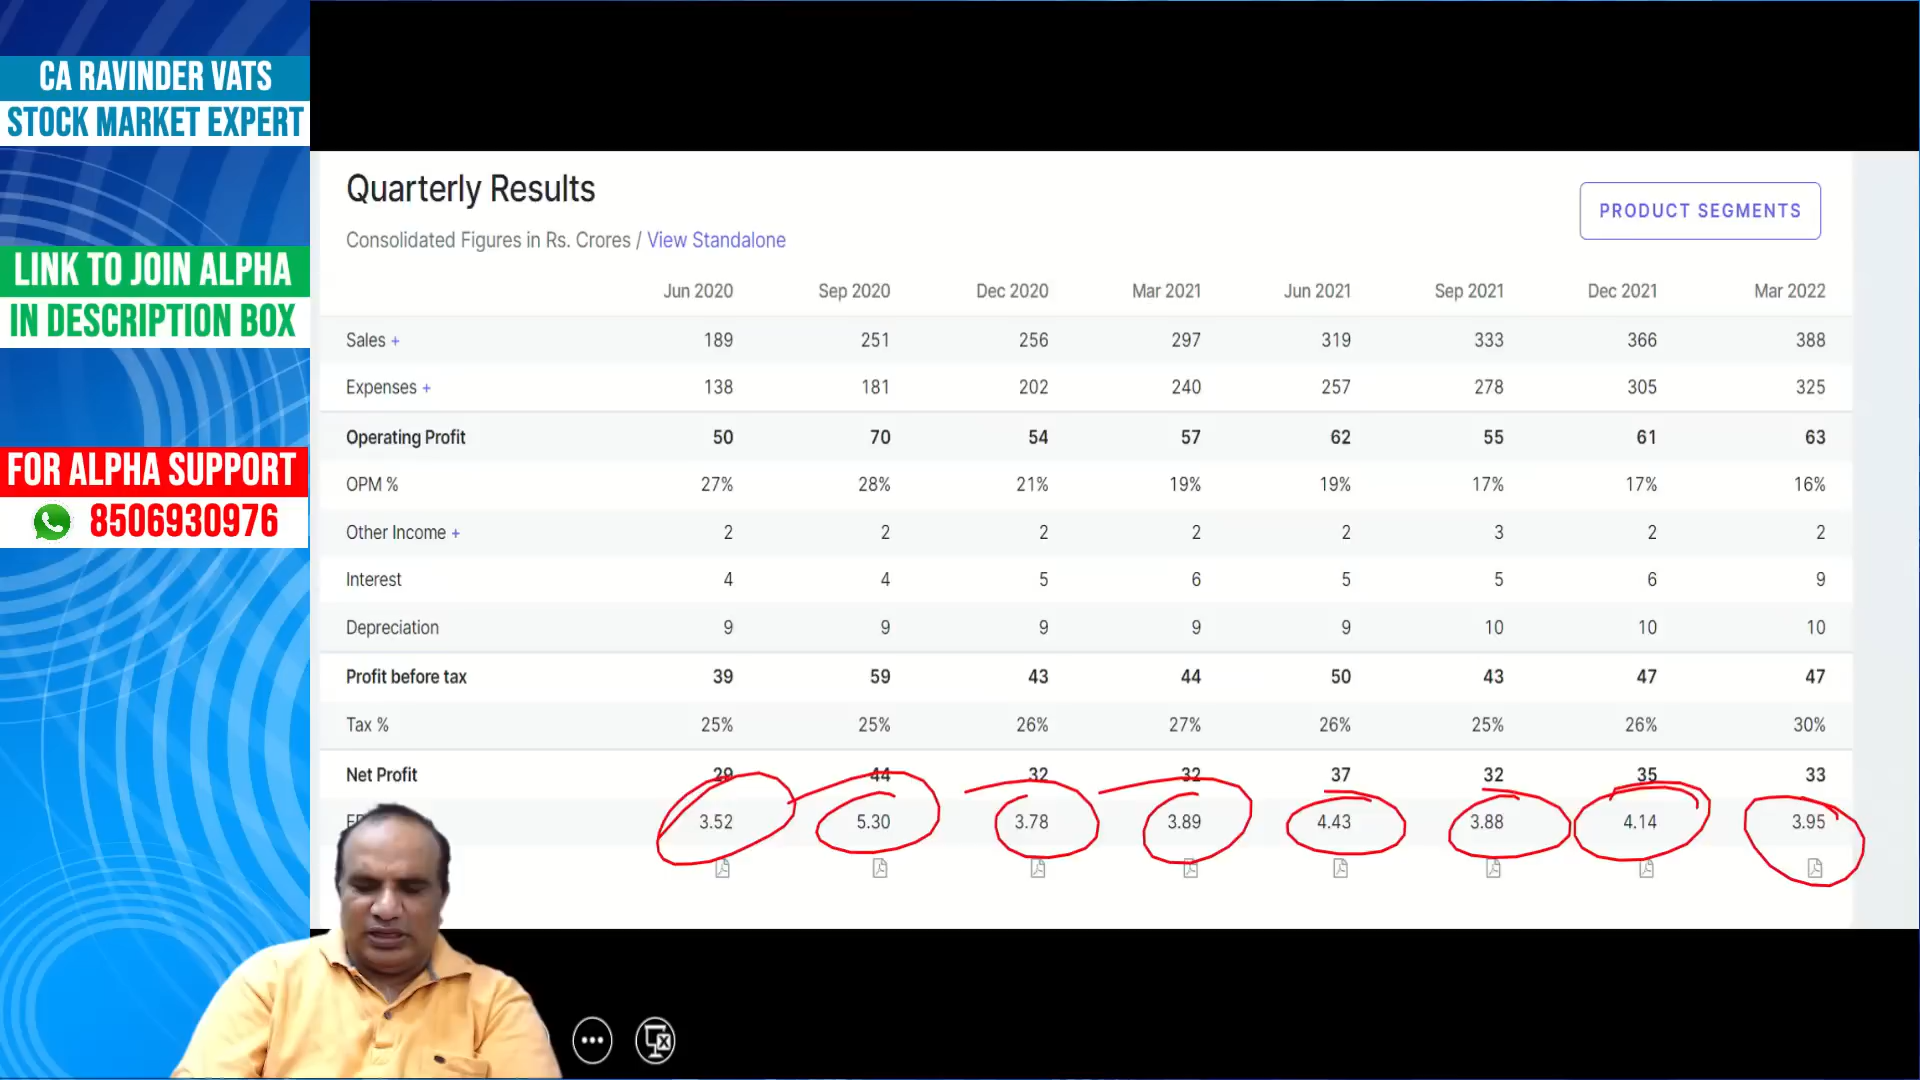 CA RAVINDER VATS
STOCK MARKET EXPERT
LINK TO JOIN ALPHA
IN DESCRIPTION BOX
FOR ALPHA SUPPORT
8506930976
Quarterly Results
PRODUCT SEGMENTS
Consolidated Figures in Rs. Crores / View Standalone
Jun 2020 Sep 2020 Dec 2020 Mar 2021 Jun 2021 Sep 2021 Dec 2021 Mar 2022
Sales + 189 251 256 297 319 333 366 388
Expenses + 138 181 202 240 257 278 305 325
Operating Profit 50 70 54 57 62 55 61 63
OPM % 27% 28% 21% 19% 19% 17% 17% 16%
Other Income + 2 2 2 2 2 3 2 2
Interest 4 4 5 6 5 5 6 9
Depreciation 9 9 9 9 9 10 10 10
Profit before tax 39 59 43 44 50 43 47 47
Tax % 25% 25% 26% 27% 26% 25% 26% 30%
Net Profit 29 44 32 32 37 32 35 33
3.52 5.30 3.78 3.89 4.43 3.88 4.14 3.95